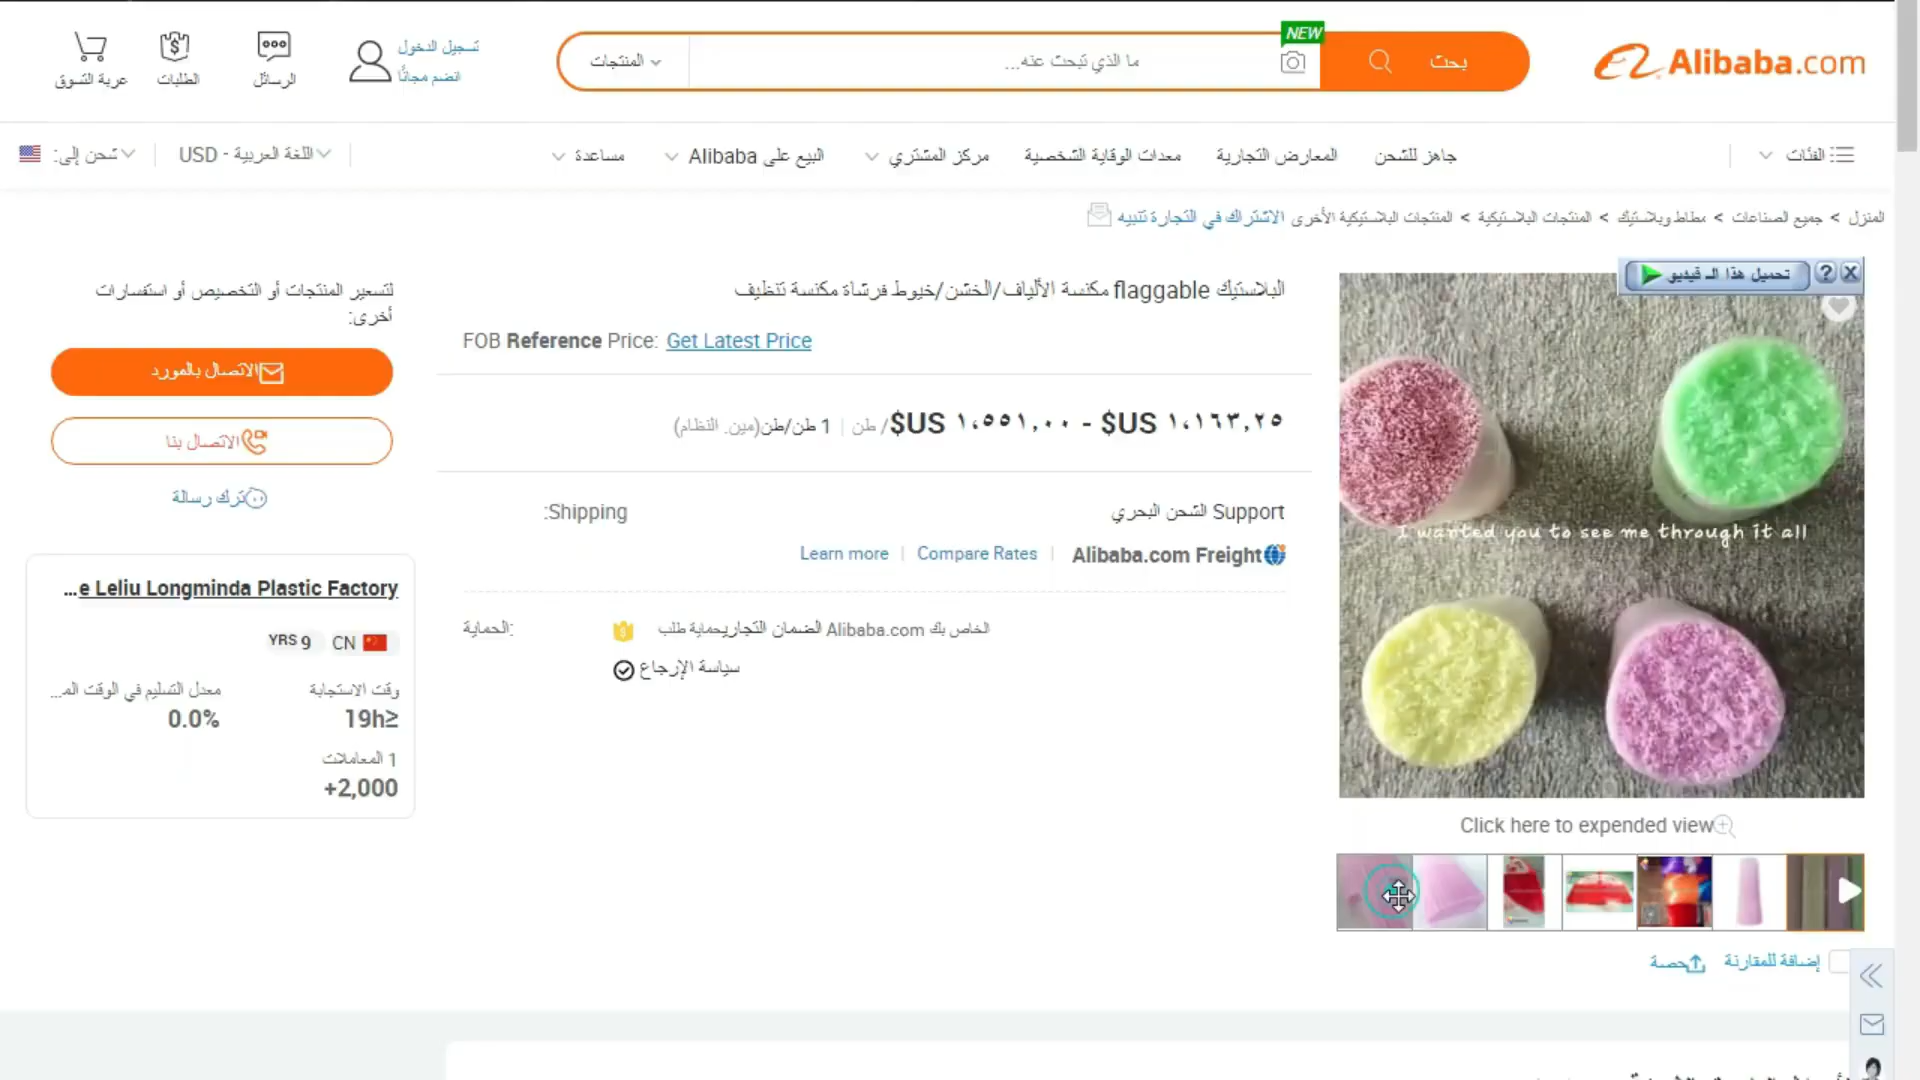 Alibaba.com
بحث
NEW
ما الذي تبحث عنه...
المنتجات
تسجيل الدخول
انضم مجانًا
الرسائل
الطلبات
عربة التسوق
الفئات
جاهز للشحن
المعارض التجارية
معدات الوقاية الشخصية
مركز المشتري
البيع على Alibaba
مساعدة
اللغة العربية - USD
شحن إلى:
المنزل > جميع الصناعات > مطاط وبلاستيك > المنتجات البلاستيكية > المنتجات البلاستيكية الأخرى الاشتراك في التجارة تنبيه
تحميل هذا الـ فيديو ? X
I wanted you to see me through it all
Click here to expended view
إضافة للمقارنة
حصة
البلاستيك flaggable مكنسة الألياف/الخشن/خيوط فرشاة مكنسة تنظيف
FOB Reference Price: Get Latest Price
US $١،١٦٣,٢٥ - US $١،٥٥١,٠٠ / طن | 1 طن/طن(مين. النظام)
Shipping:
Support الشحن البحري
Alibaba.com Freight | Compare Rates | Learn more
الحماية:
الخاص بك Alibaba.com الضمان التجاريحماية طلب
سياسة الإرجاع
لتسعير المنتجات أو التخصيص أو استفسارات
أخرى:
الاتصال بالمورد
الاتصال بنا
ترك رسالة
...e Leliu Longminda Plastic Factory
CN 9 YRS
وقت الاستجابة
≤19h
معدل التسليم في الوقت الم...
0.0%
1 المعاملات
2,000+